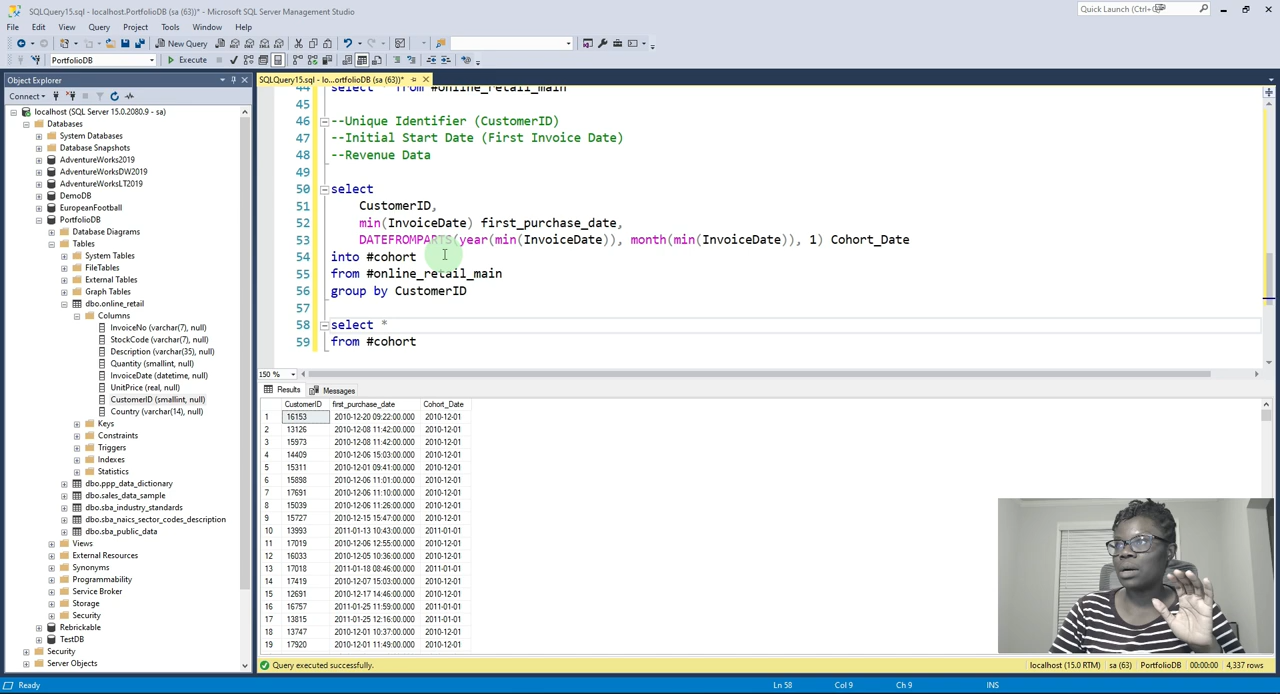 SQLQuery15.sql - localhost.PortfolioDB (sa (63))* - Microsoft SQL Server Management Studio
Quick Launch (Ctrl+Q)
File Edit View Query Project Tools Window Help
New Query
PortfolioDB Execute
Object Explorer
SQLQuery15.sql - lo...ortfolioDB (sa (63))*
Connect
localhost (SQL Server 15.0.2080.9 - sa)
Databases
System Databases
Database Snapshots
AdventureWorks2019
AdventureWorksDW2019
AdventureWorksLT2019
DemoDB
EuropeanFootball
PortfolioDB
Database Diagrams
Tables
System Tables
FileTables
External Tables
Graph Tables
dbo.online_retail
Columns
InvoiceNo (varchar(7), null)
StockCode (varchar(7), null)
Description (varchar(35), null)
Quantity (smallint, null)
InvoiceDate (datetime, null)
UnitPrice (real, null)
CustomerID (smallint, null)
Country (varchar(14), null)
Keys
Constraints
Triggers
Indexes
Statistics
dbo.ppp_data_dictionary
dbo.sales_data_sample
dbo.sba_industry_standards
dbo.sba_naics_sector_codes_description
dbo.sba_public_data
Views
External Resources
Synonyms
Programmability
Service Broker
Storage
Security
Rebrickable
TestDB
Security
Server Objects
44 select * from #online_retail_main
45
46 --Unique Identifier (CustomerID)
47 --Initial Start Date (First Invoice Date)
48 --Revenue Data
49
50 select
51 CustomerID,
52 min(InvoiceDate) first_purchase_date,
53 DATEFROMPARTS(year(min(InvoiceDate)), month(min(InvoiceDate)), 1) Cohort_Date
54 into #cohort
55 from #online_retail_main
56 group by CustomerID
57
58 select *
59 from #cohort
150 %
Results Messages
CustomerID first_purchase_date Cohort_Date
1 16153 2010-12-20 09:22:00.000 2010-12-01
2 13126 2010-12-08 11:42:00.000 2010-12-01
3 15973 2010-12-08 11:42:00.000 2010-12-01
4 14409 2010-12-06 15:03:00.000 2010-12-01
5 15311 2010-12-01 09:41:00.000 2010-12-01
6 15898 2010-12-06 11:01:00.000 2010-12-01
7 17691 2010-12-06 11:10:00.000 2010-12-01
8 15039 2010-12-06 11:26:00.000 2010-12-01
9 15727 2010-12-15 15:47:00.000 2010-12-01
10 13993 2011-01-13 10:43:00.000 2011-01-01
11 17019 2010-12-06 12:55:00.000 2010-12-01
12 16033 2010-12-05 10:36:00.000 2010-12-01
13 17018 2011-01-18 08:46:00.000 2011-01-01
14 17419 2010-12-07 15:03:00.000 2010-12-01
15 12691 2010-12-17 14:46:00.000 2010-12-01
16 16757 2011-01-25 11:59:00.000 2011-01-01
17 13815 2011-01-25 12:16:00.000 2011-01-01
18 13747 2010-12-01 10:37:00.000 2010-12-01
19 17920 2010-12-01 11:49:00.000 2010-12-01
Query executed successfully.
localhost (15.0 RTM) sa (63) PortfolioDB 00:00:00 4,337 rows
Ready Ln 58 Col 9 Ch 9 INS